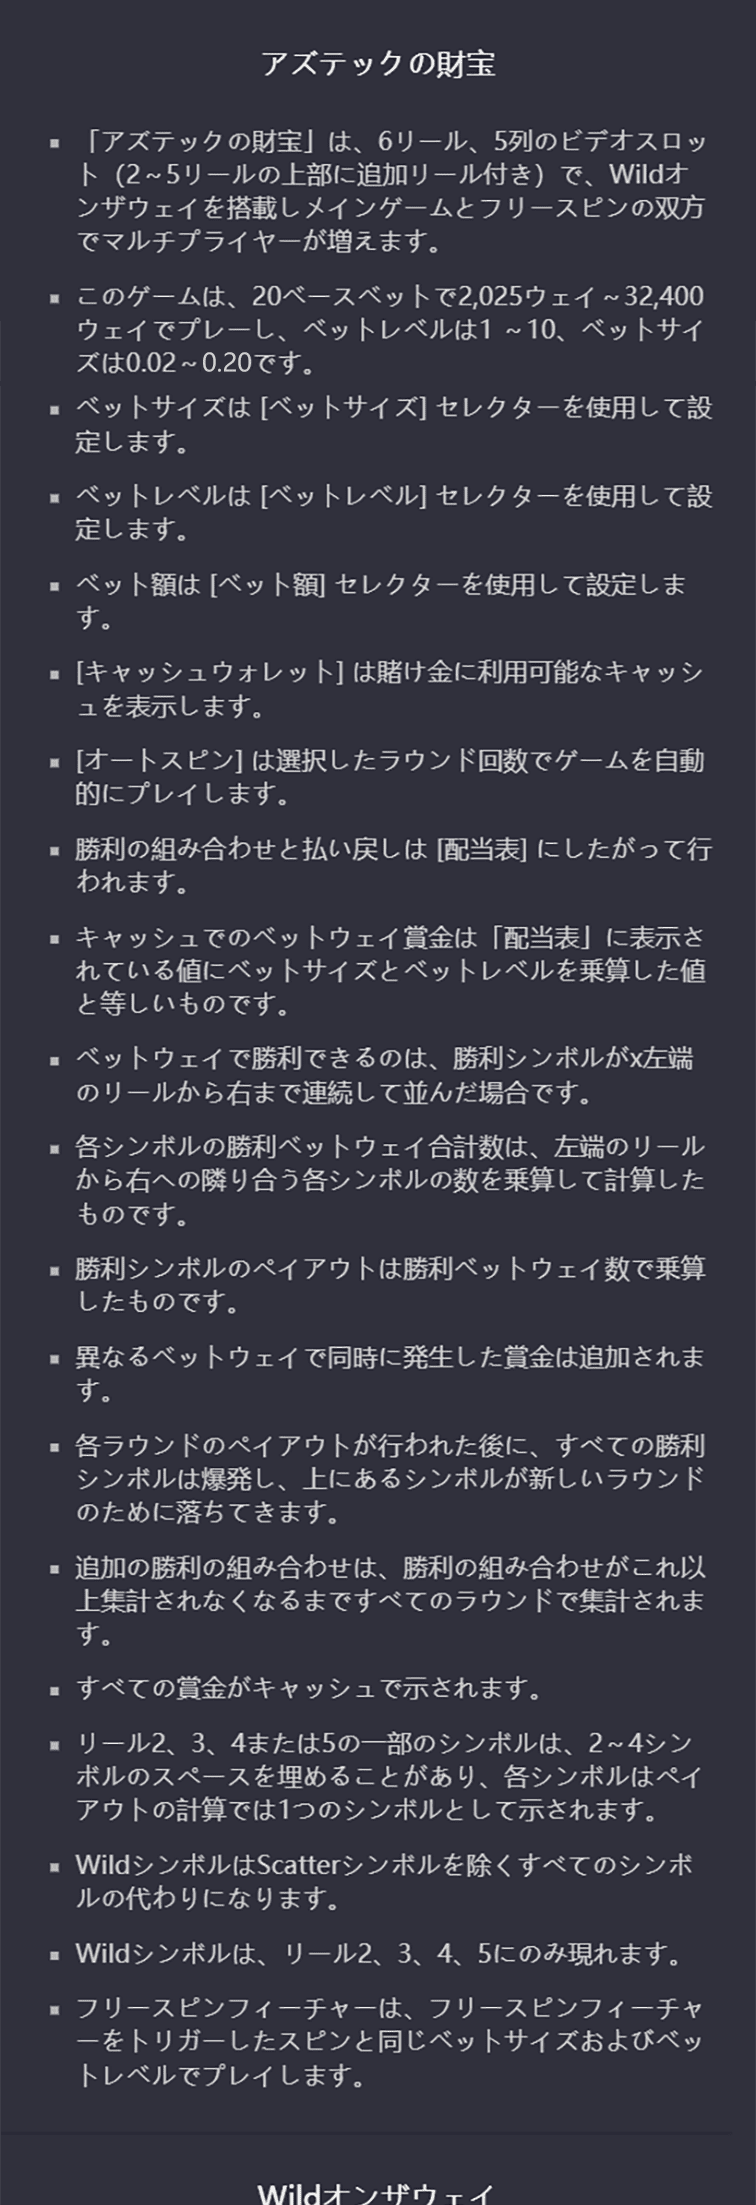 アズテックの財宝
▪ 「アズテックの財宝」は、6リール、5列のビデオスロッ
ト（2～5リールの上部に追加リール付き）で、Wildオ
ンザウェイを搭載しメインゲームとフリースピンの双方
でマルチプライヤーが増えます。
▪ このゲームは、20ベースベットで2,025ウェイ～32,400
ウェイでプレーし、ベットレベルは1 ～10、ベットサイ
ズは0.02～0.20です。
▪ ベットサイズは [ベットサイズ] セレクターを使用して設
定します。
▪ ベットレベルは [ベットレベル] セレクターを使用して設
定します。
▪ ベット額は [ベット額] セレクターを使用して設定しま
す。
▪ [キャッシュウォレット] は賭け金に利用可能なキャッシ
ュを表示します。
▪ [オートスピン] は選択したラウンド回数でゲームを自動
的にプレイします。
▪ 勝利の組み合わせと払い戻しは [配当表] にしたがって行
われます。
▪ キャッシュでのベットウェイ賞金は「配当表」に表示さ
れている値にベットサイズとベットレベルを乗算した値
と等しいものです。
▪ ベットウェイで勝利できるのは、勝利シンボルがx左端
のリールから右まで連続して並んだ場合です。
▪ 各シンボルの勝利ベットウェイ合計数は、左端のリール
から右への隣り合う各シンボルの数を乗算して計算した
ものです。
▪ 勝利シンボルのペイアウトは勝利ベットウェイ数で乗算
したものです。
▪ 異なるベットウェイで同時に発生した賞金は追加されま
す。
▪ 各ラウンドのペイアウトが行われた後に、すべての勝利
シンボルは爆発し、上にあるシンボルが新しいラウンド
のために落ちてきます。
▪ 追加の勝利の組み合わせは、勝利の組み合わせがこれ以
上集計されなくなるまですべてのラウンドで集計されま
す。
▪ すべての賞金がキャッシュで示されます。
▪ リール2、3、4または5の一部のシンボルは、2～4シン
ボルのスペースを埋めることがあり、各シンボルはペイ
アウトの計算では1つのシンボルとして示されます。
▪ WildシンボルはScatterシンボルを除くすべてのシンボ
ルの代わりになります。
▪ Wildシンボルは、リール2、3、4、5にのみ現れます。
▪ フリースピンフィーチャーは、フリースピンフィーチャ
ーをトリガーしたスピンと同じベットサイズおよびベッ
トレベルでプレイします。
Wildオンザウェイ